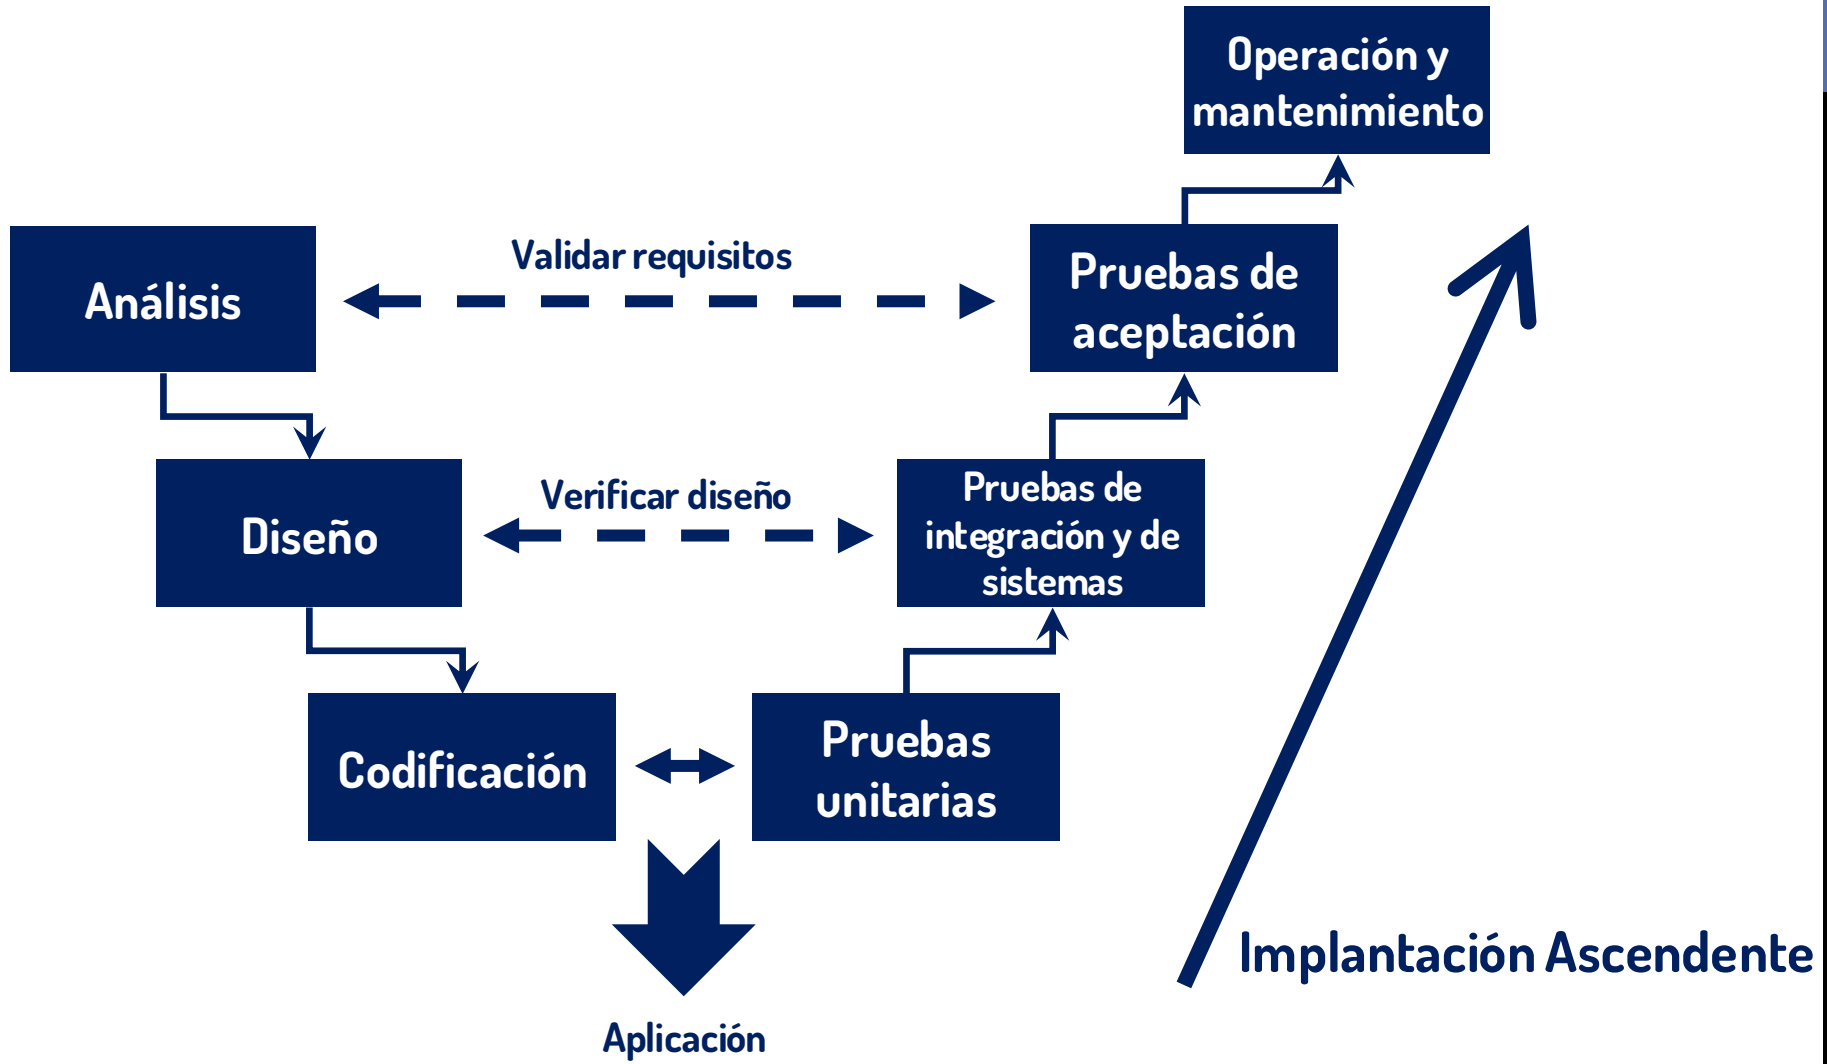 Operación y
mantenimiento
Análisis
Validar requisitos
Pruebas de
aceptación
Diseño
Verificar diseño
Pruebas de
integración y de
sistemas
Codificación
Pruebas
unitarias
Implantación Ascendente
Aplicación